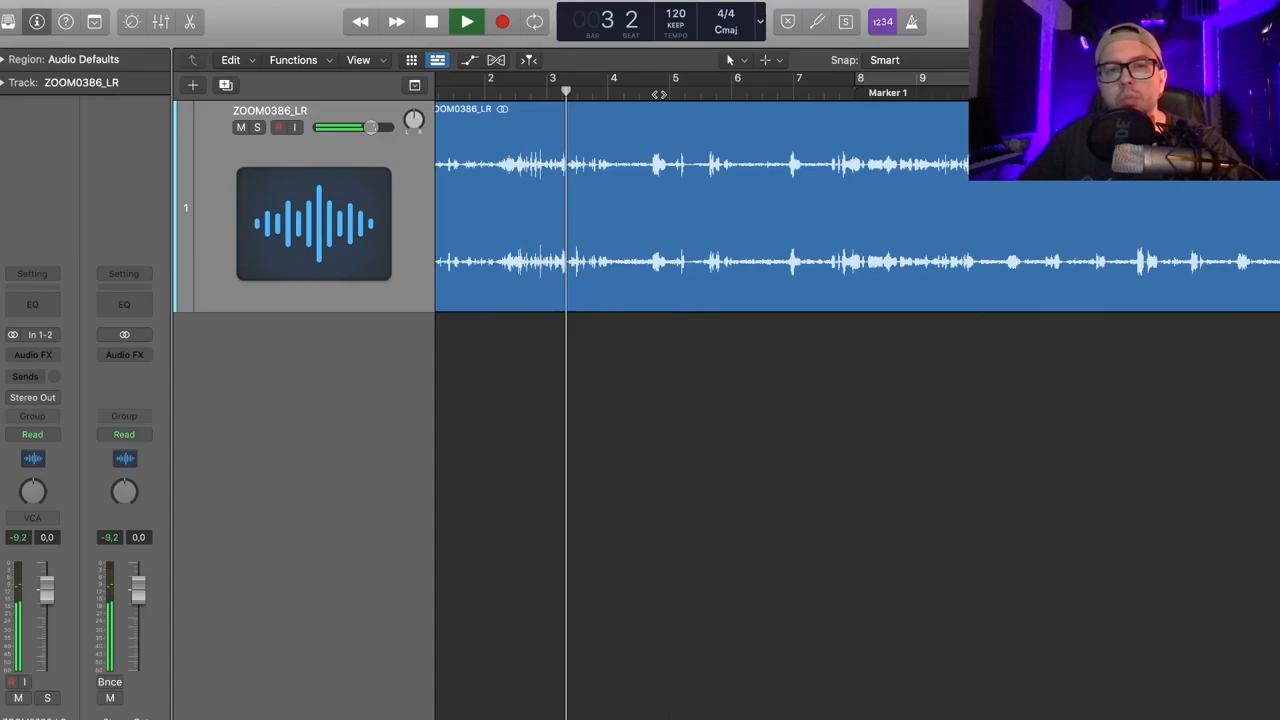 003 2
BAR BEAT
120
KEEP
TEMPO
4/4
Cmaj
S
1234
Region: Audio Defaults
Edit Functions View
Snap: Smart
Track: ZOOM0386_LR
2 3 4 5 6 7 8 9
Marker 1
ZOOM0386_LR
M S R I
L R
OOM0386_LR
1
Setting Setting
EQ EQ
In 1-2
Audio FX Audio FX
Sends
Stereo Out
Group Group
Read Read
VCA
-9,2 0,0 -9,2 0,0
R I Bnce
M S M